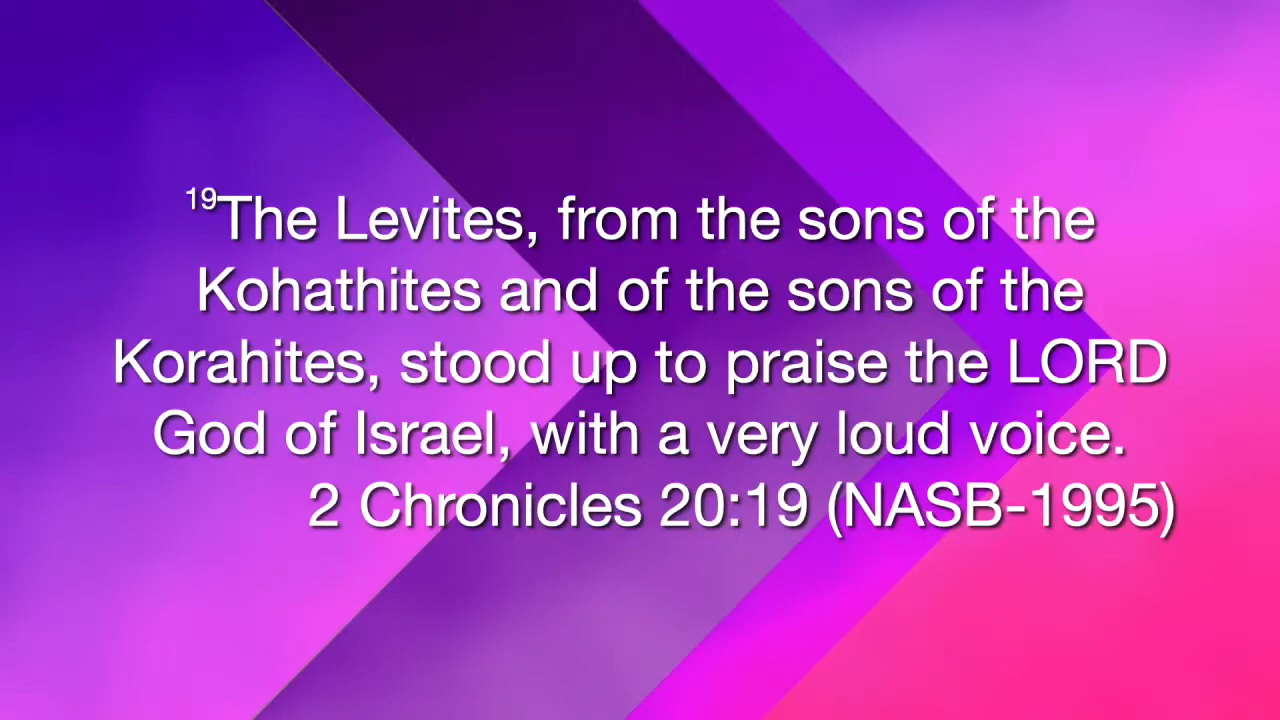 19The Levites, from the sons of the
Kohathites and of the sons of the
Korahites, stood up to praise the LORD
God of Israel, with a very loud voice.
2 Chronicles 20:19 (NASB-1995)